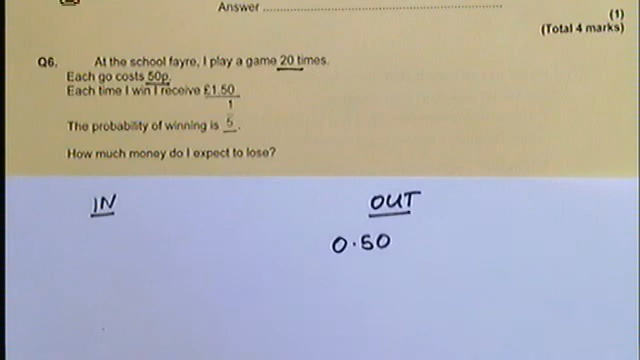 Answer
(1)
(Total 4 marks)
Q6. At the school fayre, I play a game 20 times.
Each go costs 50p.
Each time I win I receive £1.50
The probability of winning is 1/5.
How much money do I expect to lose?
IN OUT
0.50